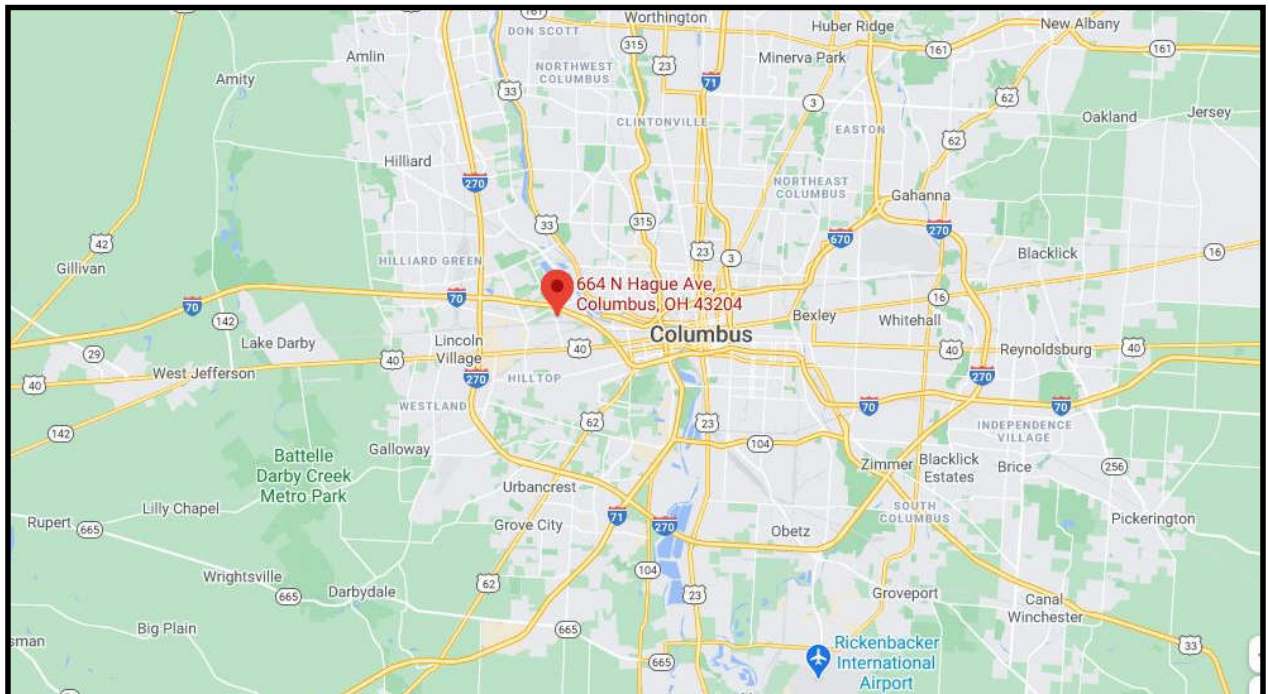 161
Worthington
Huber Ridge
New Albany
DON SCOTT
315
161
161
Amlin
23
Minerva Park
NORTHWEST
COLUMBUS
71
Amity
33
62
3
Oakland
Jersey
CLINTONVILLE
EASTON
62
Hilliard
270
NORTHEAST
COLUMBUS
Gahanna
33
315
670
270
42
23
3
Blacklick
16
Gillivan
HILLIARD GREEN
664 N Hague Ave,
Columbus, OH 43204
70
70
16
142
Bexley
Whitehall
Lake Darby
Lincoln
Village
Columbus
29
40
40
40
Reynoldsburg
40
West Jefferson
40
270
HILLTOP
270
WESTLAND
70
70
142
62
23
INDEPENDENCE
VILLAGE
Galloway
104
Battelle
Darby Creek
Metro Park
Zimmer
Blacklick
Estates
Brice
256
Urbancrest
Lilly Chapel
SOUTH
COLUMBUS
Rupert
665
Grove City
71
270
Obetz
Pickerington
Wrightsville
104
665
Darbydale
62
23
Groveport
Canal
Winchester
Big Plain
665
sman
33
665
Rickenbacker
International
Airport